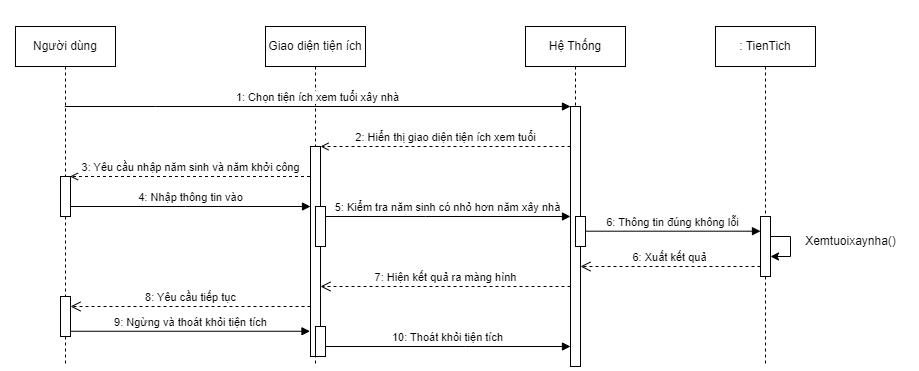 Người dùng
Giao diện tiện ích
Hệ Thống
: TienTich
1: Chọn tiện ích xem tuổi xây nhà
2: Hiển thị giao diện tiện ích xem tuổi
3: Yêu cầu nhập năm sinh và năm khởi công
4: Nhập thông tin vào
5: Kiểm tra năm sinh có nhỏ hơn năm xây nhà
6: Thông tin đúng không lỗi
Xemtuoixaynha()
6: Xuất kết quả
7: Hiện kết quả ra màng hình
8: Yêu cầu tiếp tục
9: Ngừng và thoát khỏi tiện tích
10: Thoát khỏi tiện tích